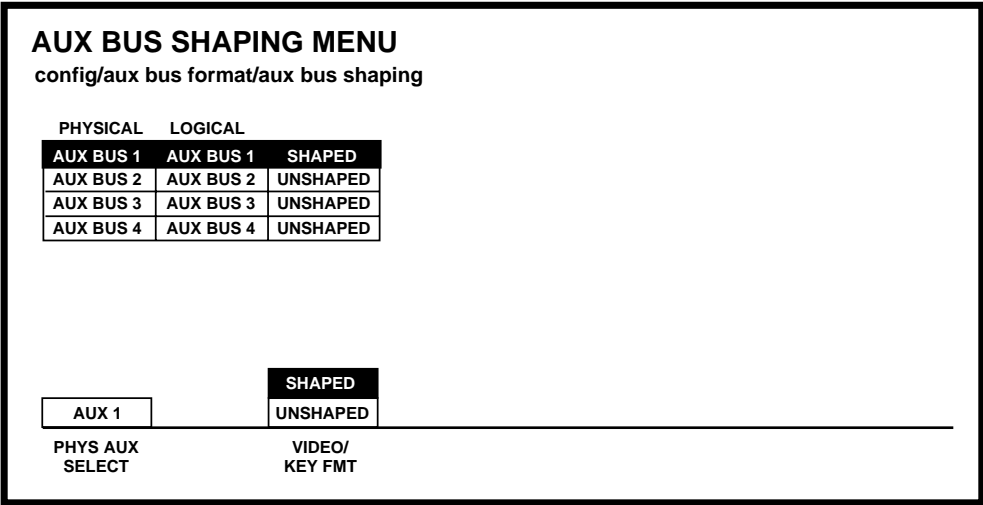 AUX BUS SHAPING MENU
config/aux bus format/aux bus shaping
PHYSICAL LOGICAL
AUX BUS 1 AUX BUS 1 SHAPED
AUX BUS 2 AUX BUS 2 UNSHAPED
AUX BUS 3 AUX BUS 3 UNSHAPED
AUX BUS 4 AUX BUS 4 UNSHAPED
SHAPED
AUX 1 UNSHAPED
PHYS AUX VIDEO/
SELECT KEY FMT